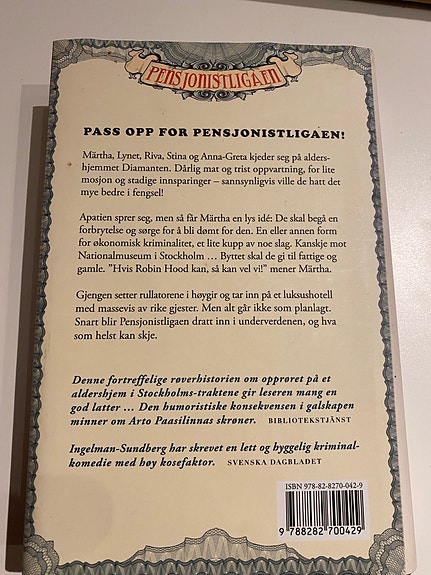 PENSJONISTLIGAEN
PASS OPP FOR PENSJONISTLIGAEN!
Märtha, Lynet, Riva, Stina og Anna-Greta kjeder seg på alders-
hjemmet Diamanten. Dårlig mat og trist oppvartning, for lite
mosjon og stadige innsparinger – sannsynligvis ville de hatt det
mye bedre i fengsel!
Apatien sprer seg, men så får Märtha en lys idé: De skal begå en
forbrytelse og sørge for å bli dømt for den. En eller annen form
for økonomisk kriminalitet, et lite kupp av noe slag. Kanskje mot
Nationalmuseum i Stockholm ... Byttet skal de gi til fattige og
gamle. "Hvis Robin Hood kan, så kan vel vi!" mener Märtha.
Gjengen setter rullatorene i høygir og tar inn på et luksushotell
med massevis av rike gjester. Men alt går ikke som planlagt.
Snart blir Pensjonistligaen dratt inn i underverdenen, og hva
som helst kan skje.
Denne fortreffelige røverhistorien om opprøret på et
aldershjem i Stockholms-traktene gir leseren mang en
god latter ... Den humoristiske konsekvensen i galskapen
minner om Arto Paasilinnas skrøner. BIBLIOTEKSTJÄNST
Ingelman-Sundberg har skrevet en lett og hyggelig kriminal-
komedie med høy kosefaktor. SVENSKA DAGBLADET
ISBN 978-82-8270-042-9
9 788282 700429